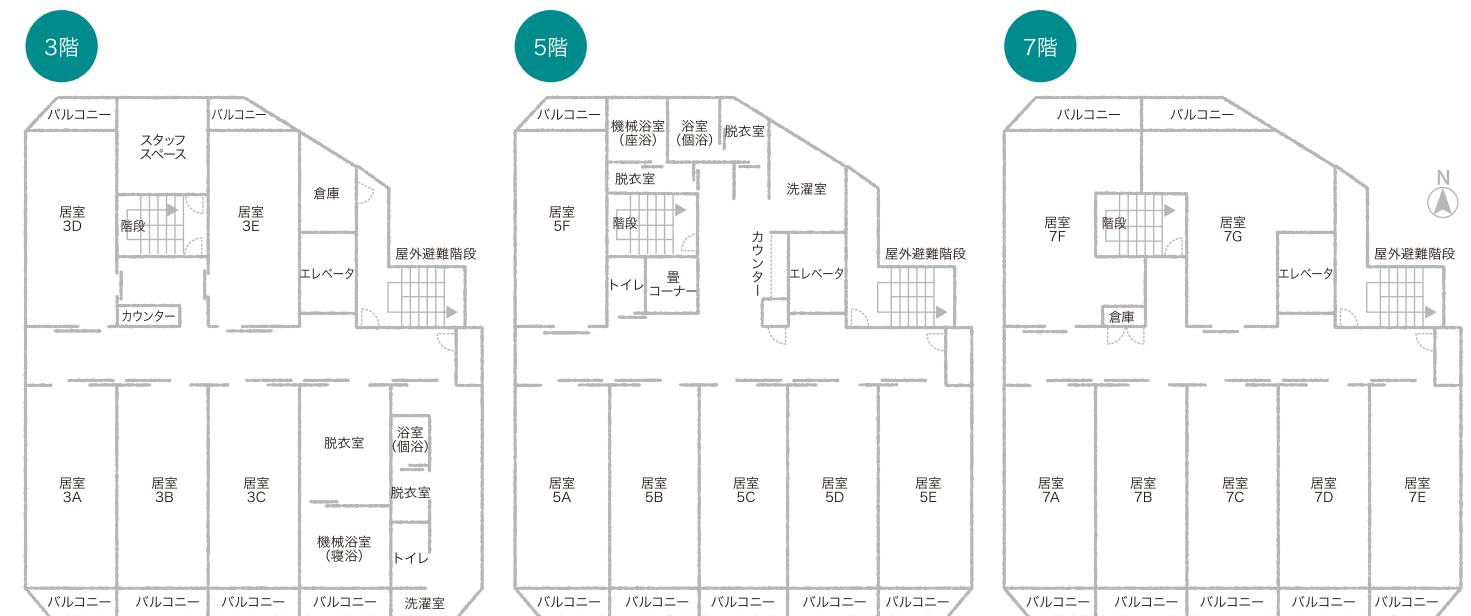 3階
バルコニー
スタッフ
スペース
バルコニー
倉庫
居室
3D
階段
居室
3E
屋外避難階段
エレベータ
カウンター
居室
3A
居室
3B
居室
3C
脱衣室
浴室
(個浴)
脱衣室
機械浴室
(寝浴)
トイレ
バルコニー
バルコニー
バルコニー
バルコニー
洗濯室
5階
バルコニー
機械浴室
(座浴)
浴室
(個浴)
脱衣室
脱衣室
洗濯室
居室
5F
階段
カウンター
屋外避難階段
エレベータ
トイレ
畳
コーナー
居室
5A
居室
5B
居室
5C
居室
5D
居室
5E
バルコニー
バルコニー
バルコニー
バルコニー
バルコニー
7階
バルコニー
バルコニー
N
居室
7F
階段
居室
7G
屋外避難階段
エレベータ
倉庫
居室
7A
居室
7B
居室
7C
居室
7D
居室
7E
バルコニー
バルコニー
バルコニー
バルコニー
バルコニー